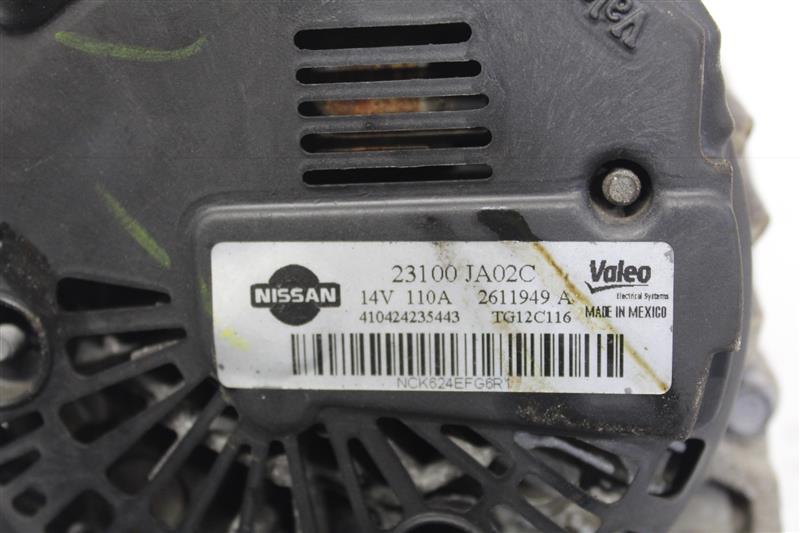 NISSAN
23100 JA02C
Valeo
Electrical Systems
14V 110A 2611949 A
MADE IN MEXICO
410424235443 TG12C116
NCK624EFG6R1